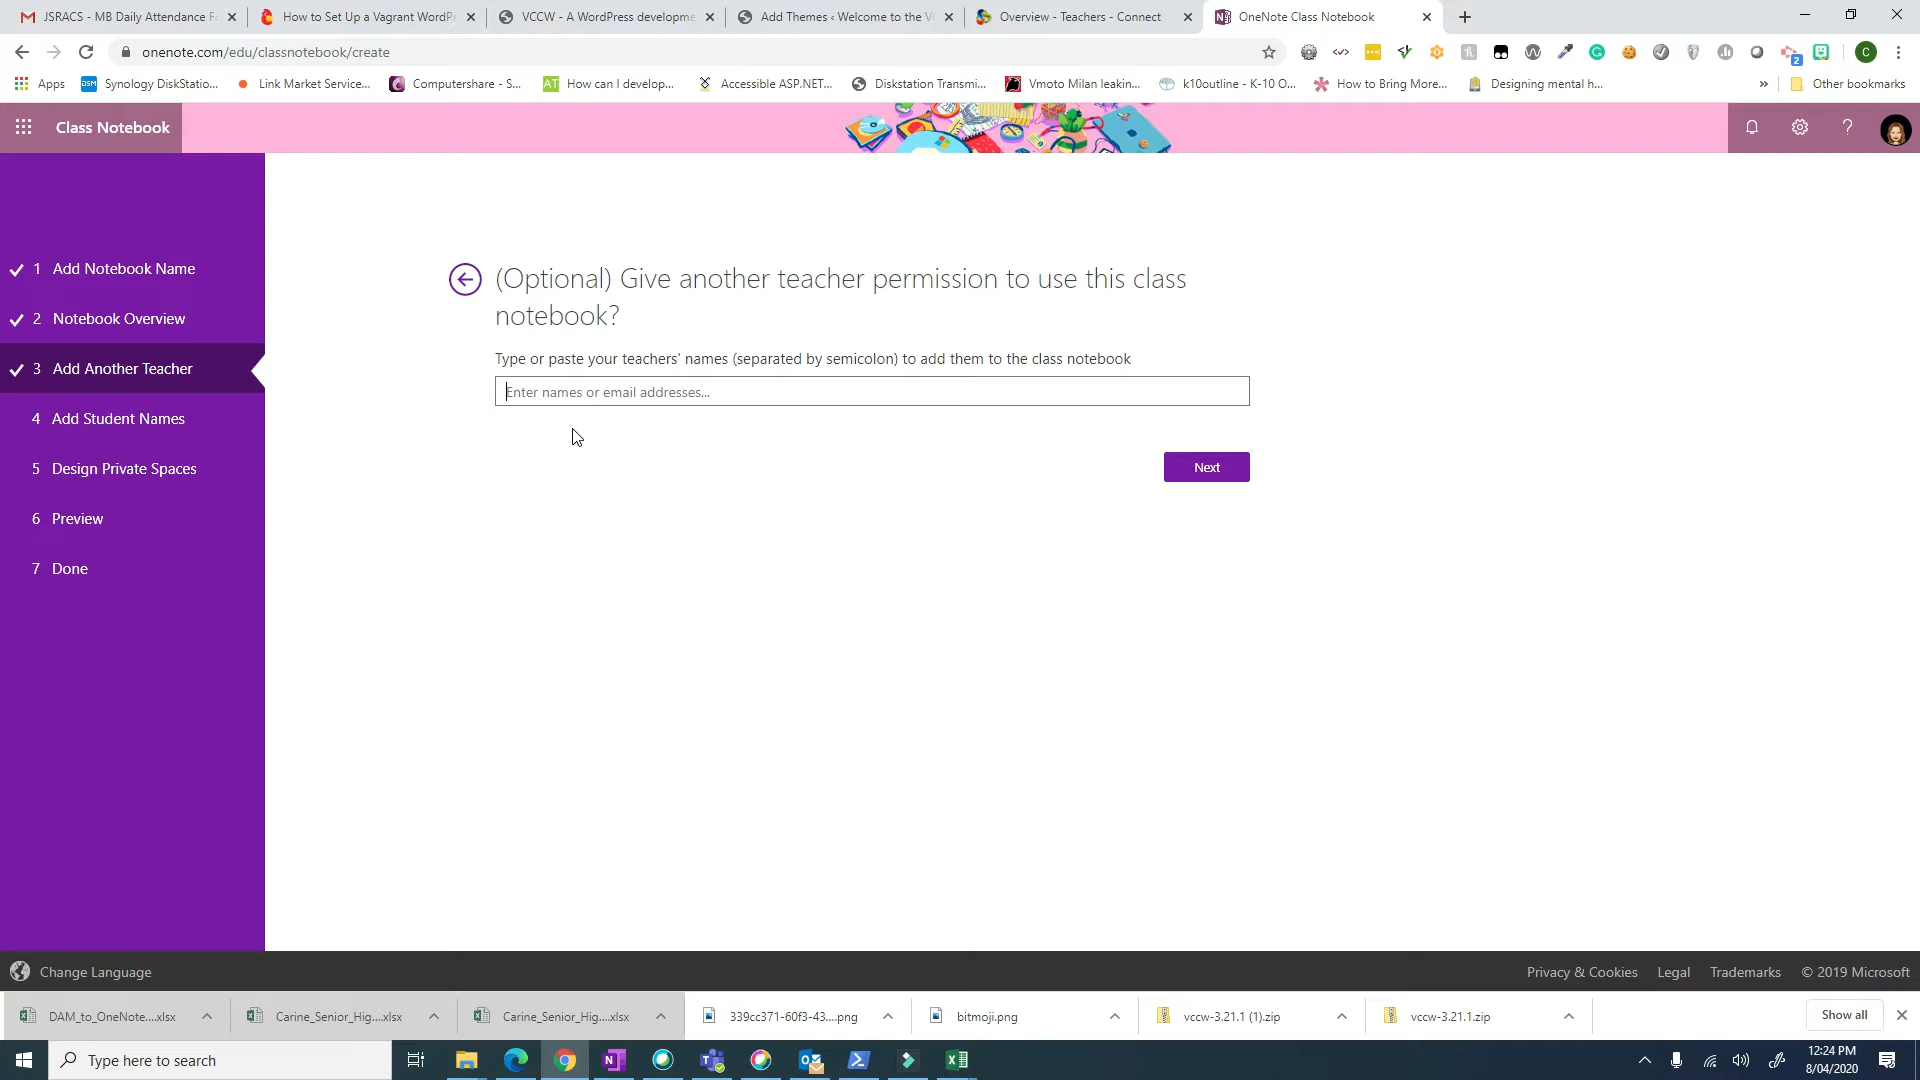 JSRACS - MB Daily Attendance F
How to Set Up a Vagrant WordPr
VCCW - A WordPress developme
Add Themes ‹ Welcome to the V
Overview - Teachers - Connect
OneNote Class Notebook
onenote.com/edu/classnotebook/create
2
C
Apps
DSM
Synology DiskStatio...
Link Market Service...
Computershare - S...
AT
How can I develop...
Accessible ASP.NET...
Diskstation Transmi...
Vmoto Milan leakin...
k10outline - K-10 O...
How to Bring More...
Designing mental h...
»
Other bookmarks
Class Notebook
?
1 Add Notebook Name
2 Notebook Overview
3 Add Another Teacher
4 Add Student Names
5 Design Private Spaces
6 Preview
7 Done
(Optional) Give another teacher permission to use this class
notebook?
Type or paste your teachers' names (separated by semicolon) to add them to the class notebook
Enter names or email addresses...
Next
Change Language
Privacy & Cookies
Legal
Trademarks
© 2019 Microsoft
DAM_to_OneNote....xlsx
Carine_Senior_Hig....xlsx
Carine_Senior_Hig....xlsx
339cc371-60f3-43....png
bitmoji.png
vccw-3.21.1 (1).zip
vccw-3.21.1.zip
Show all
Type here to search
12:24 PM
8/04/2020